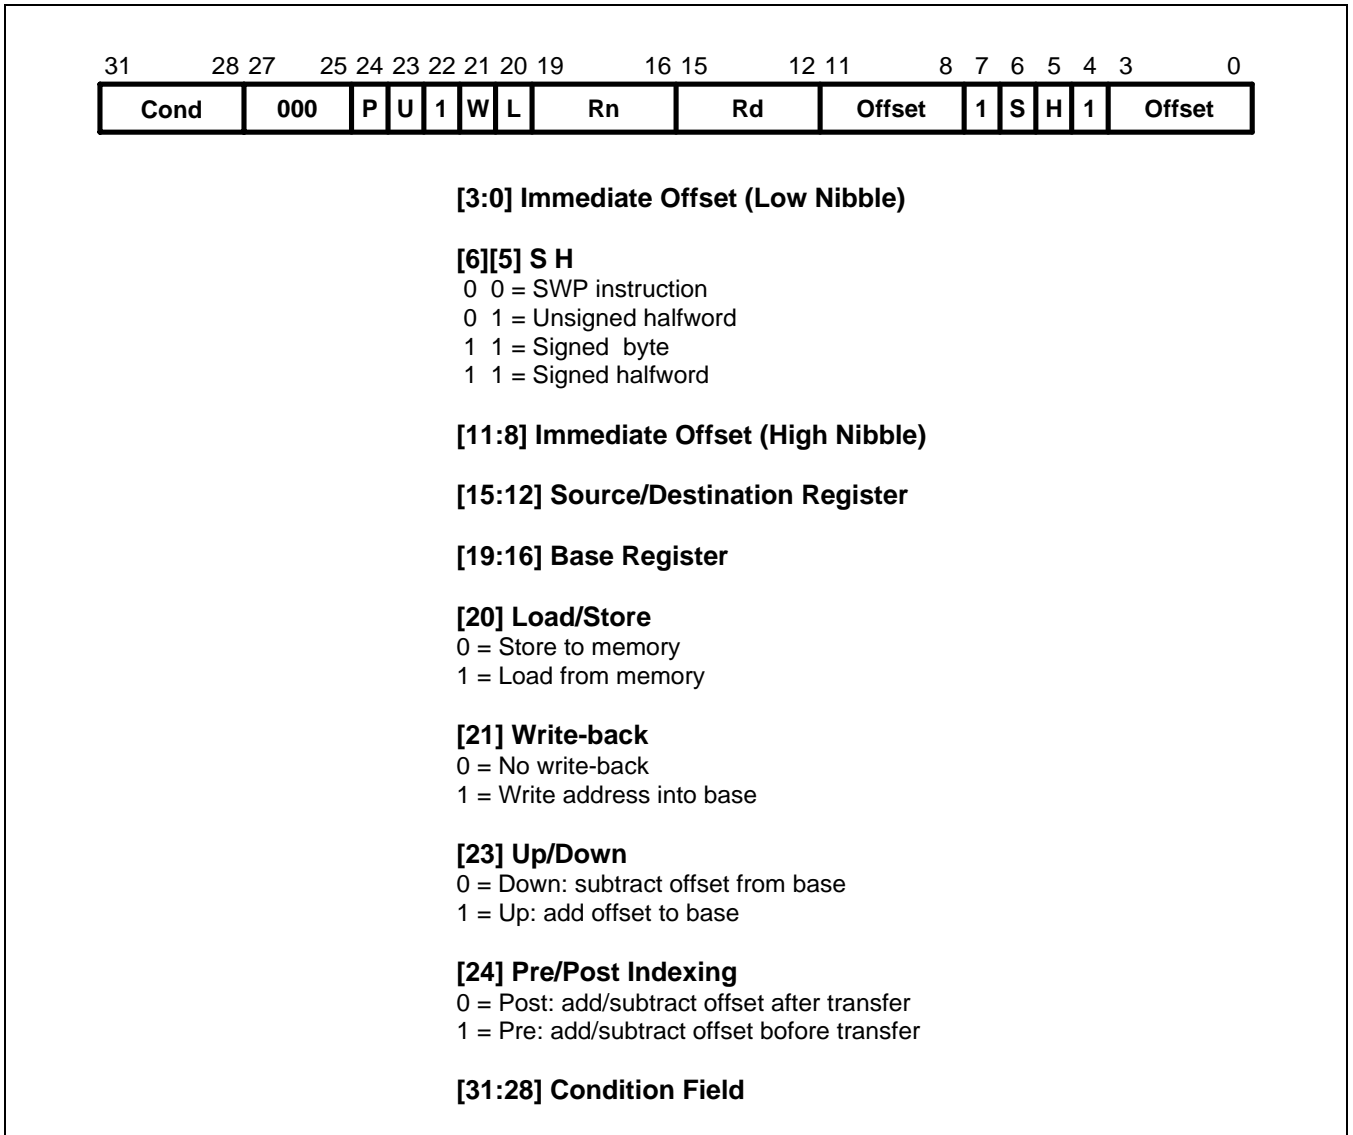 31 28 27 25 24 23 22 21 20 19 16 15 12 11 8 7 6 5 4 3 0
Cond 000 P U 1 W L Rn Rd Offset 1 S H 1 Offset
[3:0] Immediate Offset (Low Nibble)
[6][5] S H
0 0 = SWP instruction
0 1 = Unsigned halfword
1 1 = Signed byte
1 1 = Signed halfword
[11:8] Immediate Offset (High Nibble)
[15:12] Source/Destination Register
[19:16] Base Register
[20] Load/Store
0 = Store to memory
1 = Load from memory
[21] Write-back
0 = No write-back
1 = Write address into base
[23] Up/Down
0 = Down: subtract offset from base
1 = Up: add offset to base
[24] Pre/Post Indexing
0 = Post: add/subtract offset after transfer
1 = Pre: add/subtract offset bofore transfer
[31:28] Condition Field